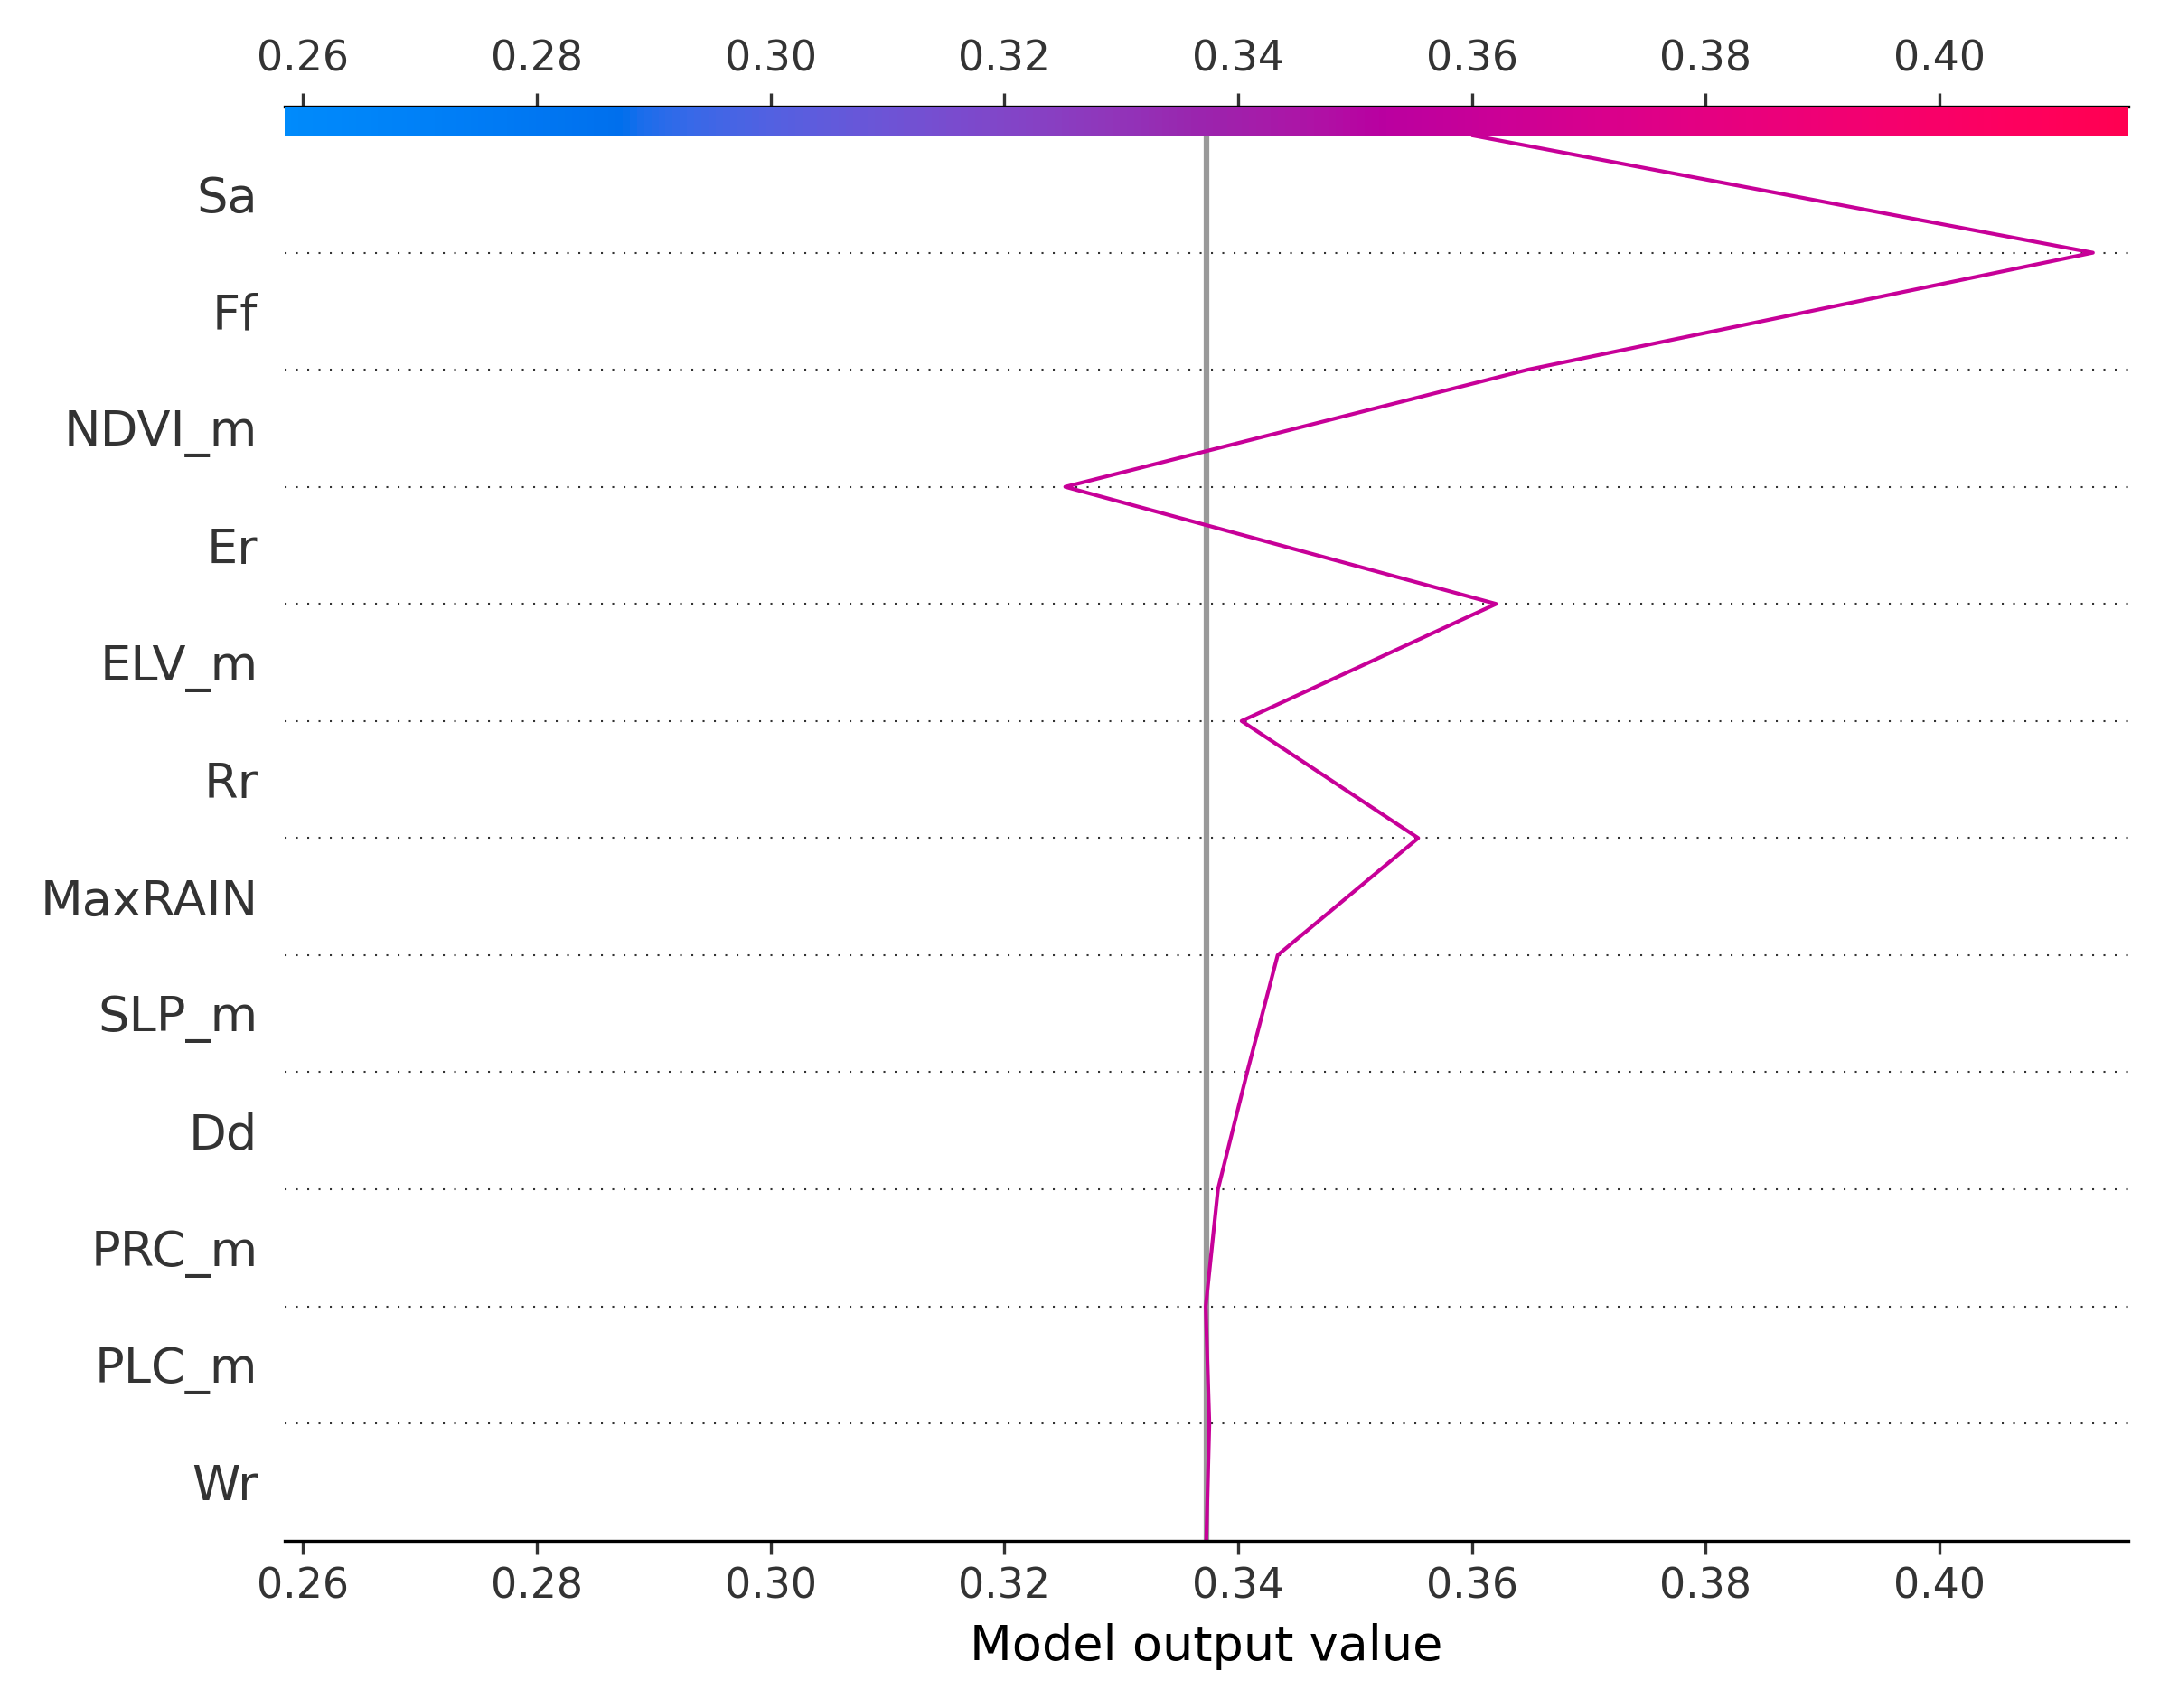 0.26 0.28 0.30 0.32 0.34 0.36 0.38 0.40
Sa
Ff
NDVI_m
Er
ELV_m
Rr
MaxRAIN
SLP_m
Dd
PRC_m
PLC_m
Wr
0.26 0.28 0.30 0.32 0.34 0.36 0.38 0.40
Model output value